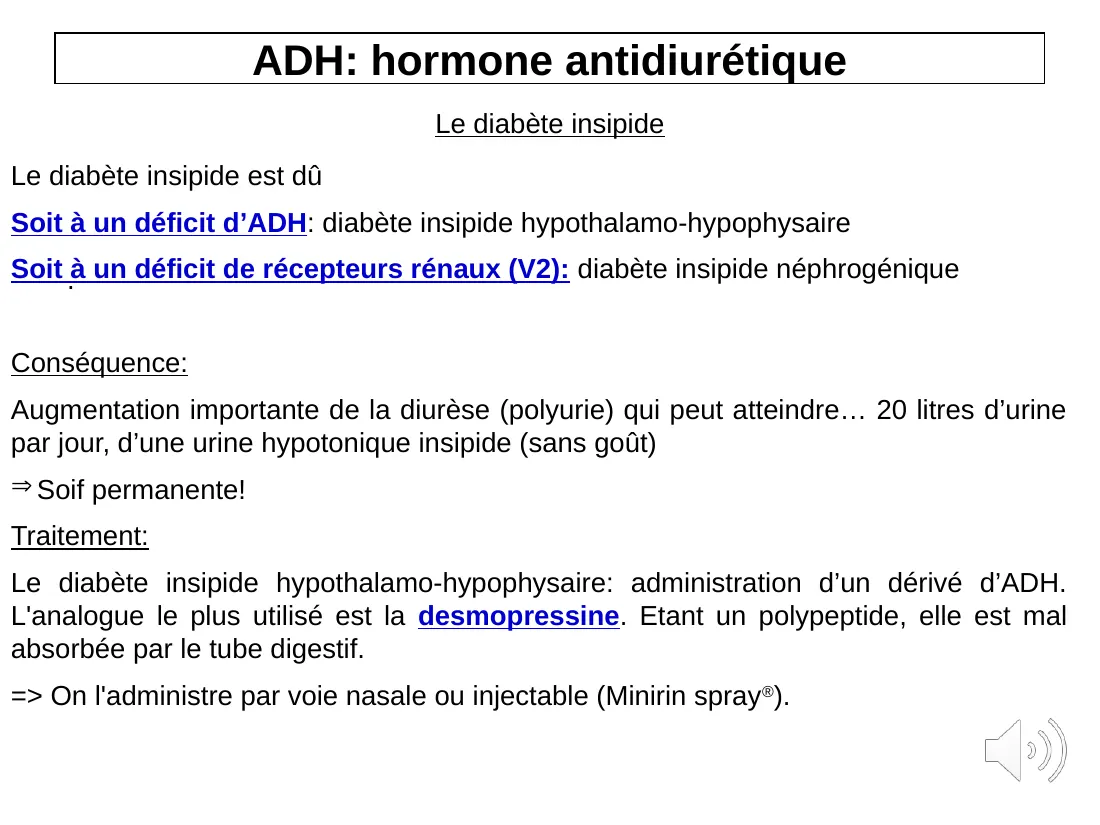 ADH: hormone antidiurétique
Le diabète insipide
Le diabète insipide est dû
Soit à un déficit d’ADH: diabète insipide hypothalamo-hypophysaire
Soit à un déficit de récepteurs rénaux (V2): diabète insipide néphrogénique
.
Conséquence:
Augmentation importante de la diurèse (polyurie) qui peut atteindre… 20 litres d’urine
par jour, d’une urine hypotonique insipide (sans goût)
⇒ Soif permanente!
Traitement:
Le diabète insipide hypothalamo-hypophysaire: administration d’un dérivé d’ADH.
L'analogue le plus utilisé est la desmopressine. Etant un polypeptide, elle est mal
absorbée par le tube digestif.
=> On l'administre par voie nasale ou injectable (Minirin spray®).